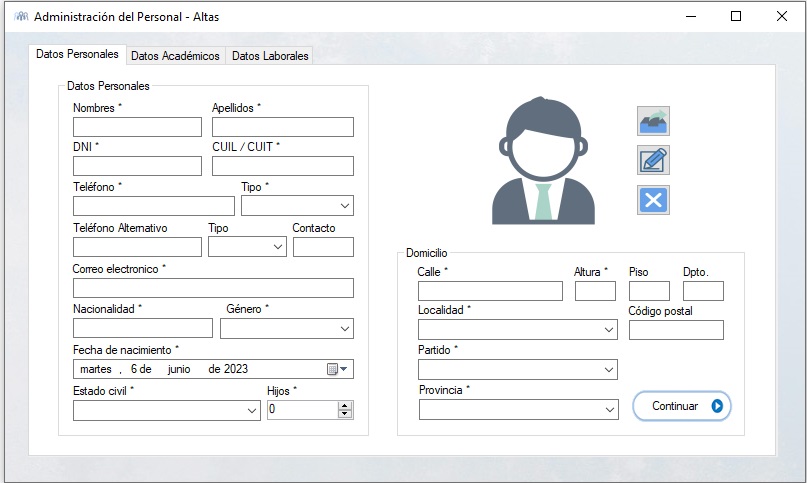 Administración del Personal - Altas
Datos Personales
Datos Académicos
Datos Laborales
Datos Personales
Nombres *
Apellidos *
DNI *
CUIL / CUIT *
Teléfono *
Tipo *
Teléfono Alternativo
Tipo
Contacto
Correo electronico *
Nacionalidad *
Género *
Fecha de nacimiento *
martes , 6 de junio de 2023
Estado civil *
Hijos *
0
Domicilio
Calle *
Altura *
Piso
Dpto.
Localidad *
Código postal
Partido *
Provincia *
Continuar